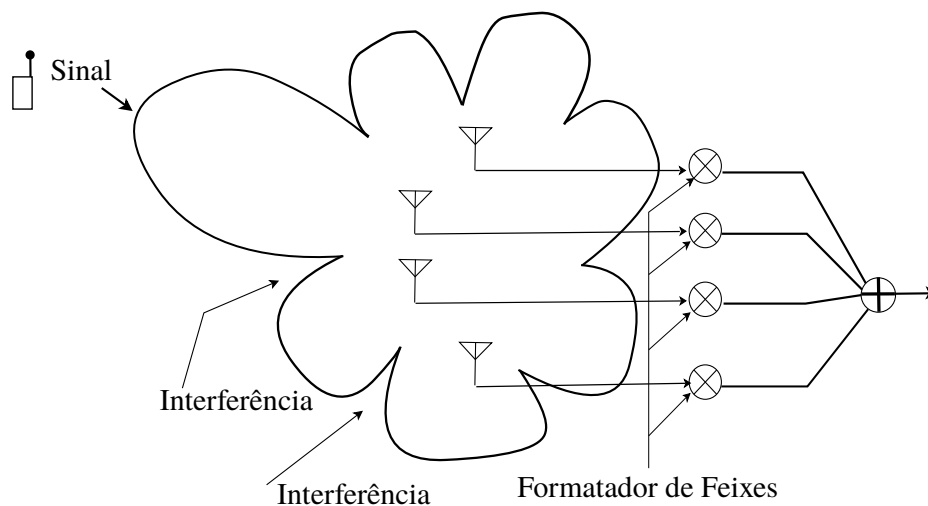 Sinal
Interferência
Interferência
Formatador de Feixes